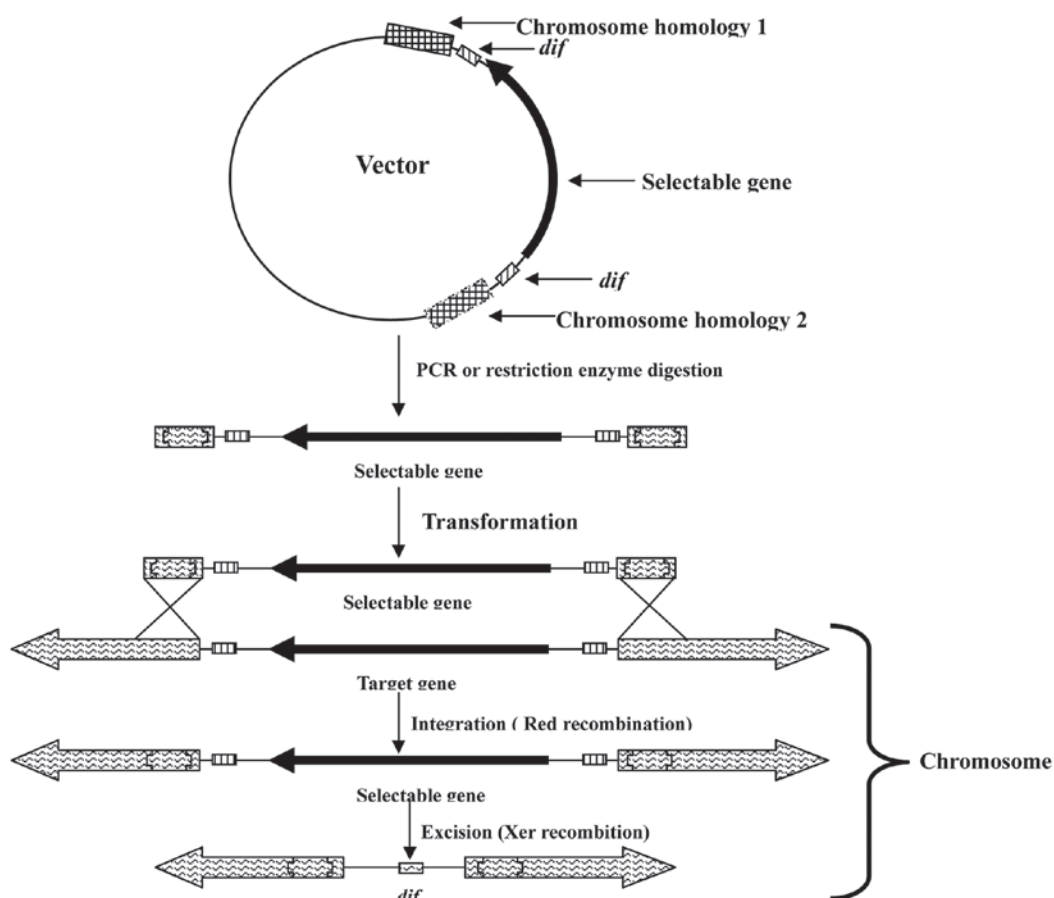 Chromosome homology 1
dif
Vector
Selectable gene
dif
Chromosome homology 2
PCR or restriction enzyme digestion
Selectable gene
Transformation
Selectable gene
Target gene
Integration ( Red recombination)
Selectable gene
Chromosome
Excision (Xer recombition)
dif